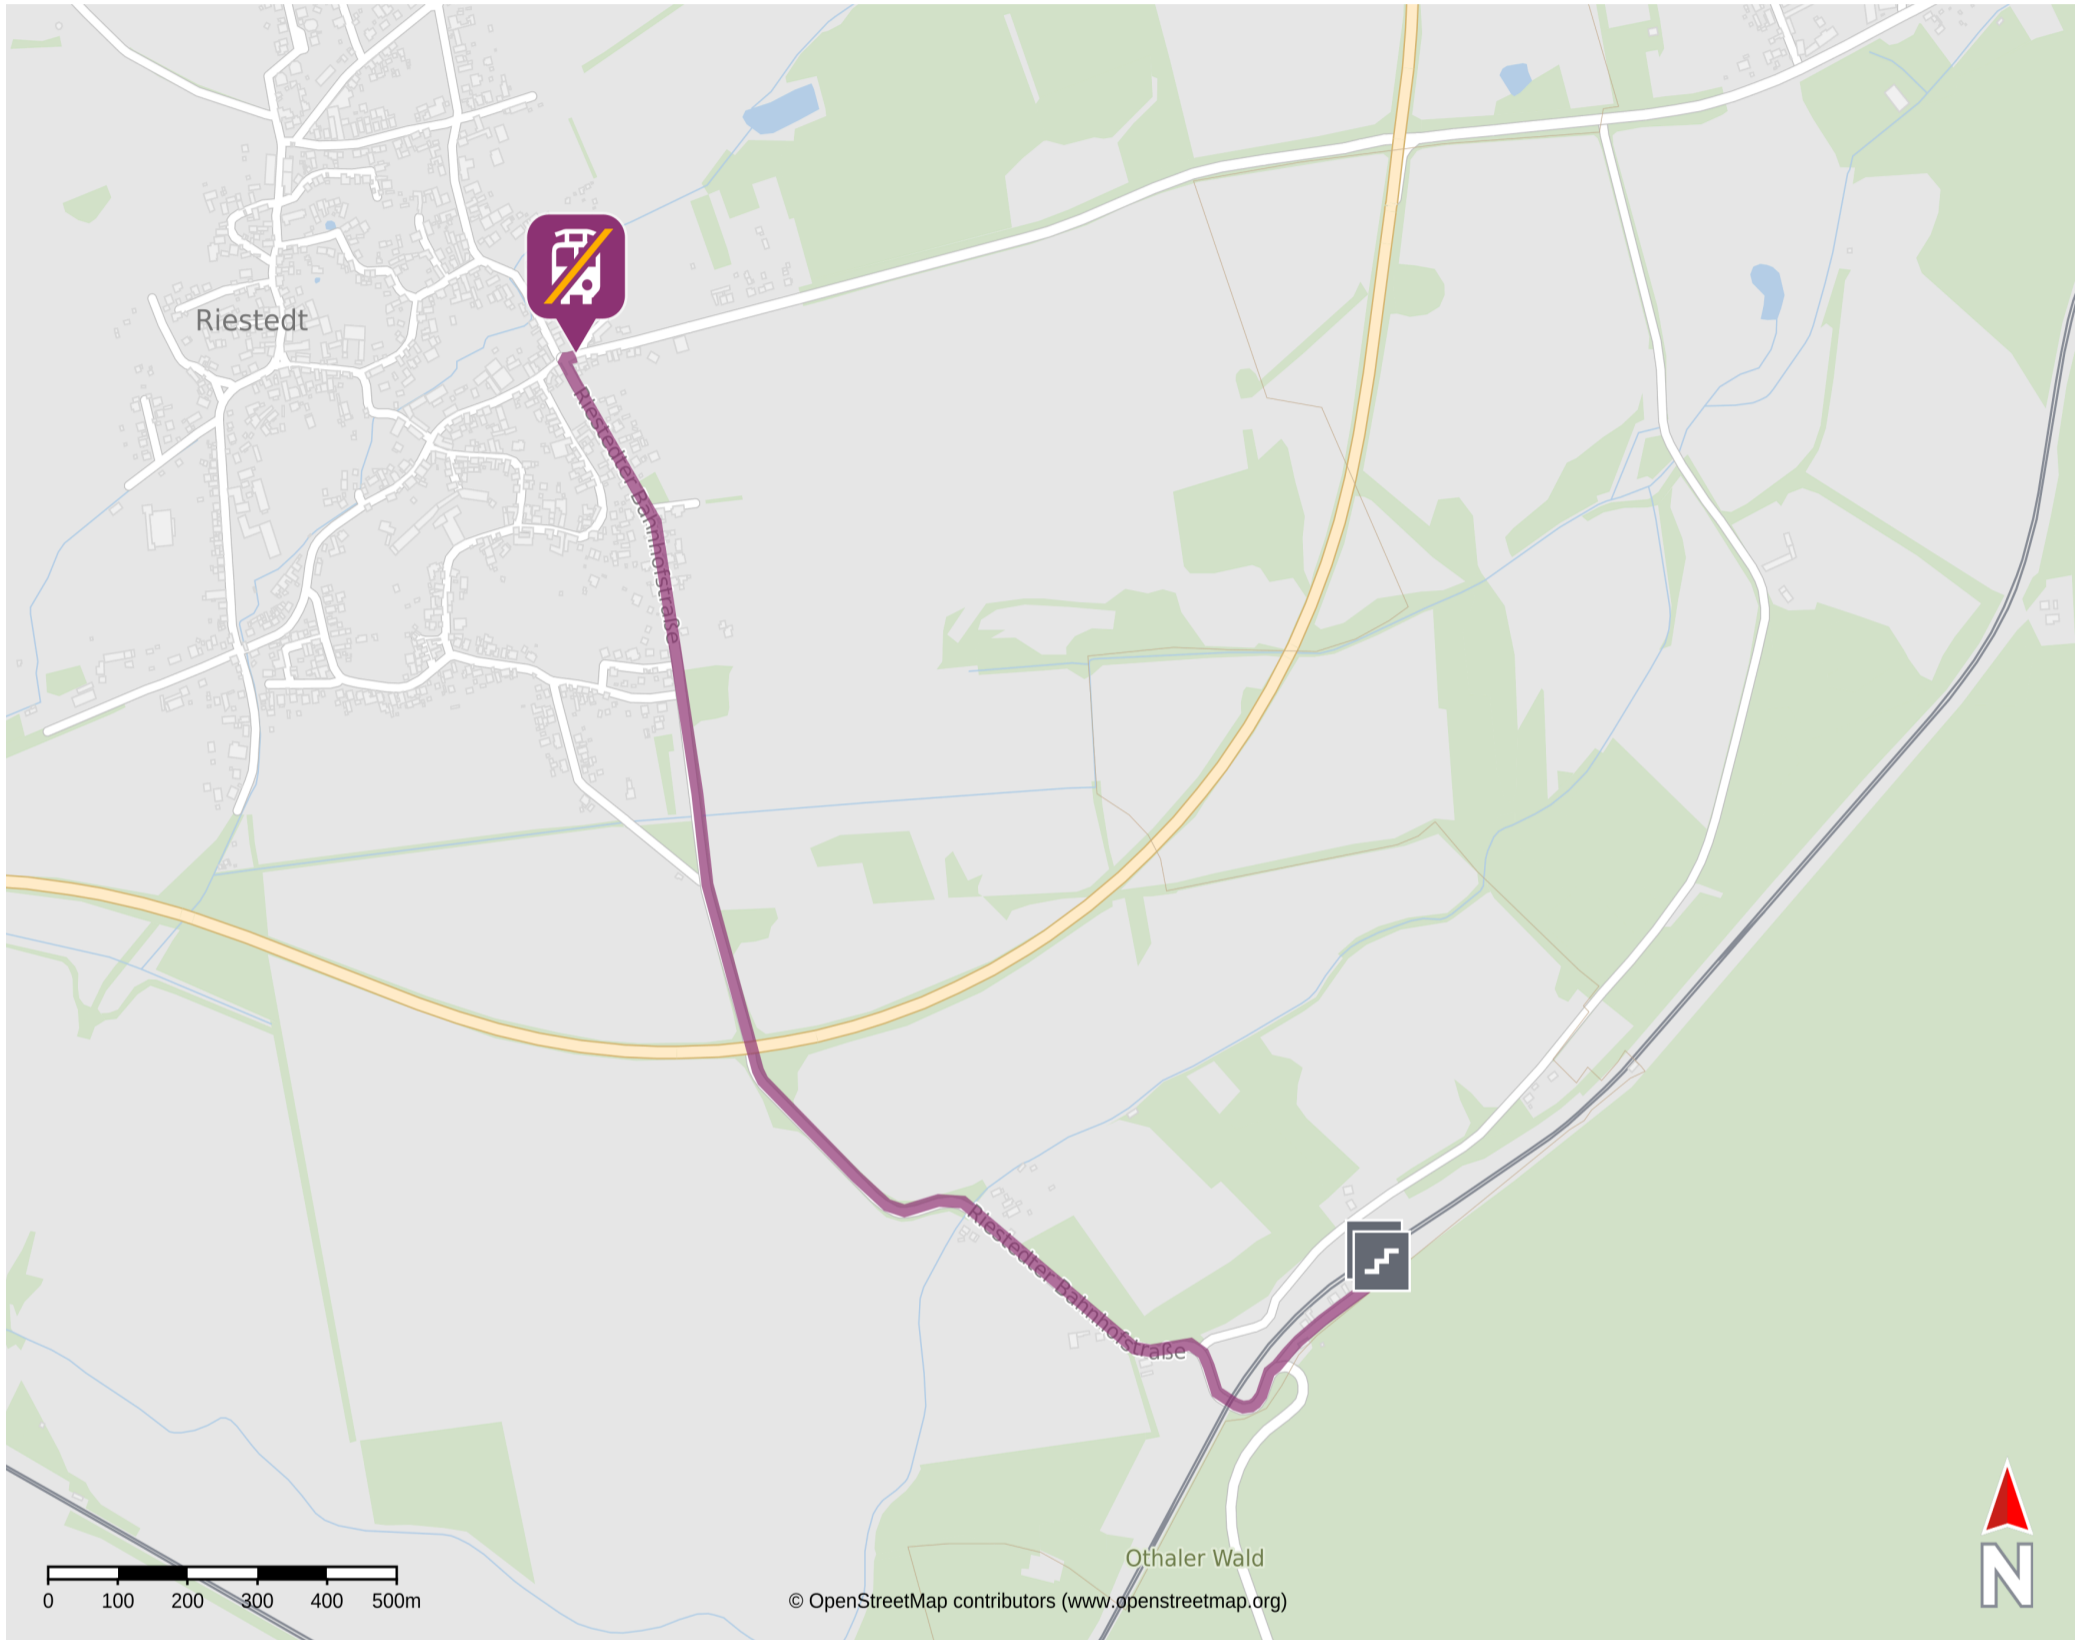 Riestedt
Riestedter Bahnhofstraße
Riestedter Bahnhofstraße
Othaler Wald
0 100 200 300 400 500m
© OpenStreetMap contributors (www.openstreetmap.org)
N